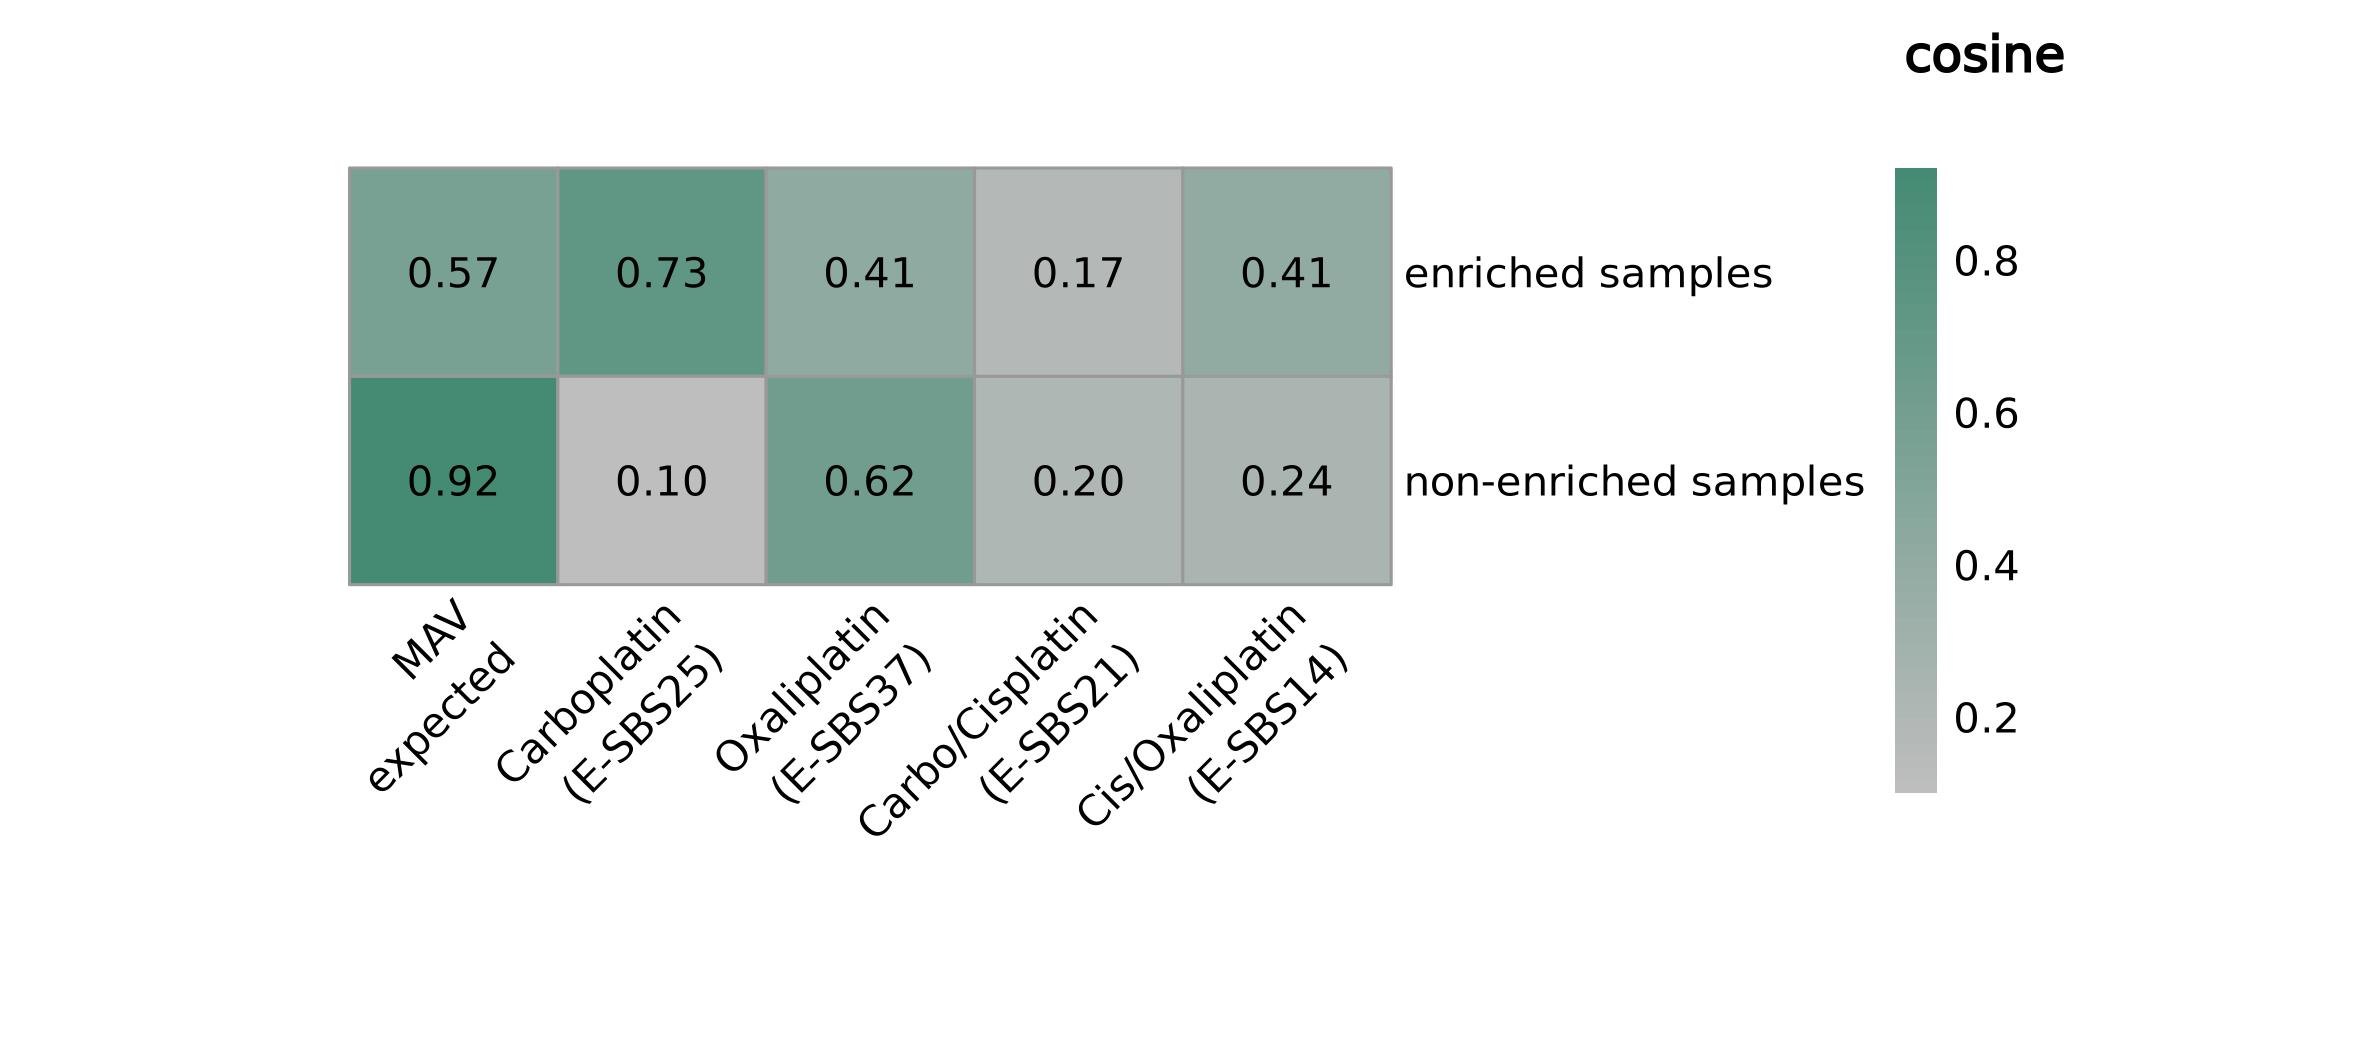 cosine
0.57 0.73 0.41 0.17 0.41 enriched samples
0.92 0.10 0.62 0.20 0.24 non-enriched samples
MAV
expected
Carboplatin
(E-SBS25)
Oxaliplatin
(E-SBS37)
Carbo/Cisplatin
(E-SBS21)
Cis/Oxaliplatin
(E-SBS14)
0.8
0.6
0.4
0.2